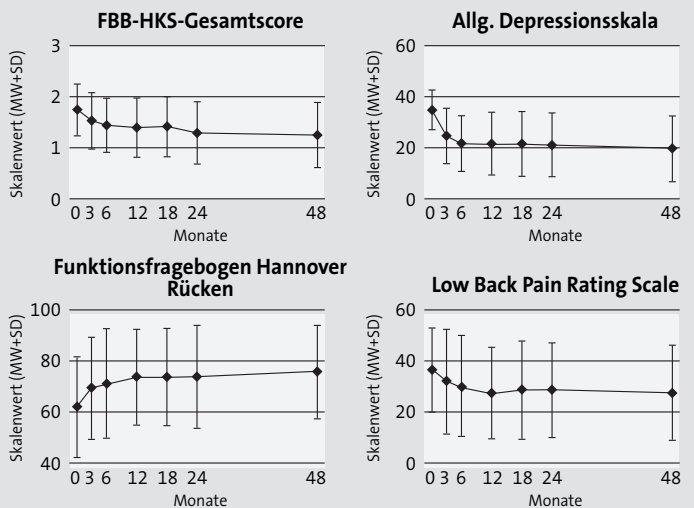 FBB-HKS-Gesamtscore
Skalenwert (MW+SD)
3
2
1
0
0 3 6 12 18 24 48
Monate
Allg. Depressionsskala
Skalenwert (MW+SD)
60
40
20
0
0 3 6 12 18 24 48
Monate
Funktionsfragebogen Hannover
Rücken
Skalenwert (MW+SD)
100
80
60
40
0 3 6 12 18 24 48
Monate
Low Back Pain Rating Scale
Skalenwert (MW+SD)
60
40
20
0
0 3 6 12 18 24 48
Monate